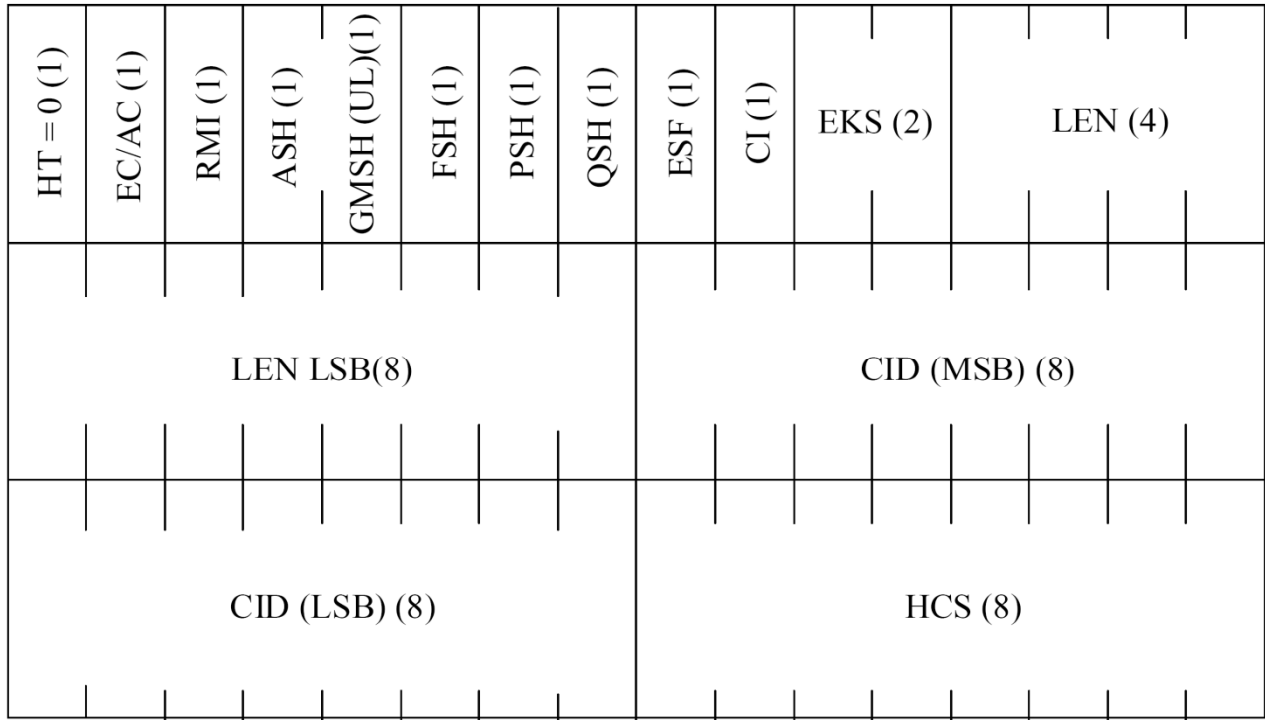 HT = 0 (1)
EC/AC (1)
RMI (1)
ASH (1)
GMSH (UL)(1)
FSH (1)
PSH (1)
QSH (1)
ESF (1)
CI (1)
EKS (2)
LEN (4)
LEN LSB(8)
CID (MSB) (8)
CID (LSB) (8)
HCS (8)